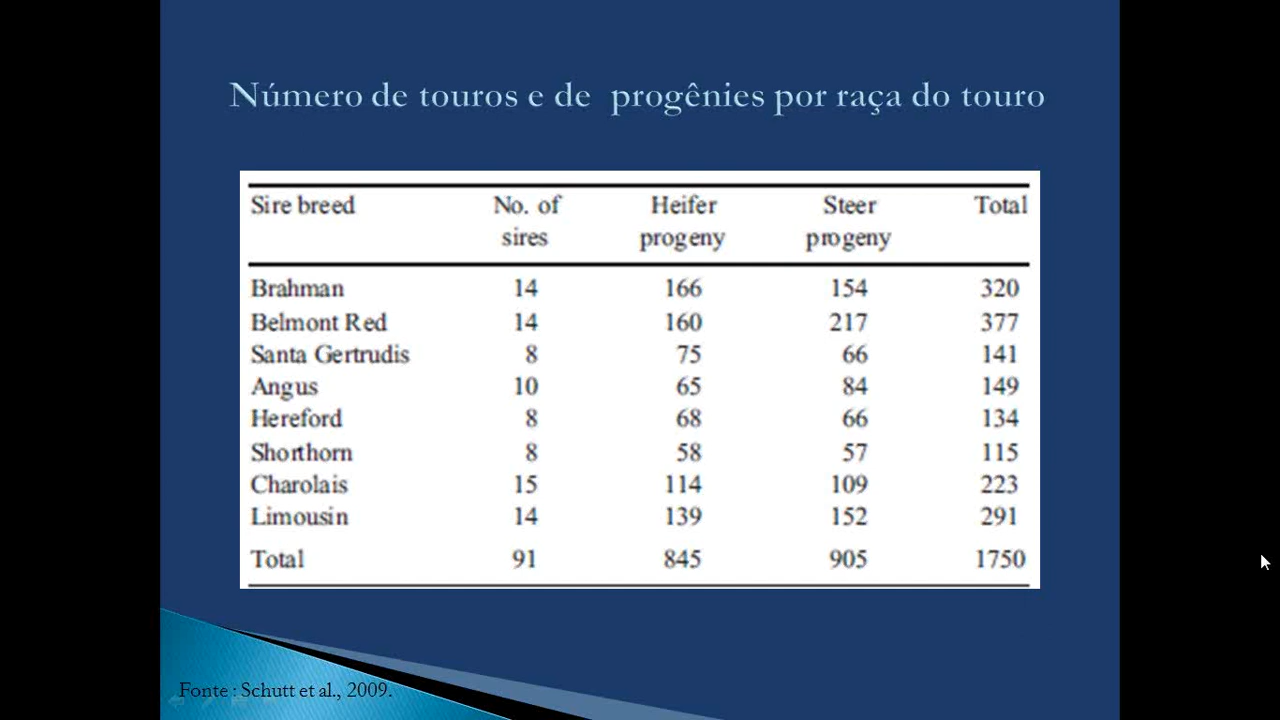 Número de touros e de progênies por raça do touro
Sire breed No. of sires Heifer progeny Steer progeny Total
Brahman 14 166 154 320
Belmont Red 14 160 217 377
Santa Gertrudis 8 75 66 141
Angus 10 65 84 149
Hereford 8 68 66 134
Shorthorn 8 58 57 115
Charolais 15 114 109 223
Limousin 14 139 152 291
Total 91 845 905 1750
Fonte : Schutt et al., 2009.